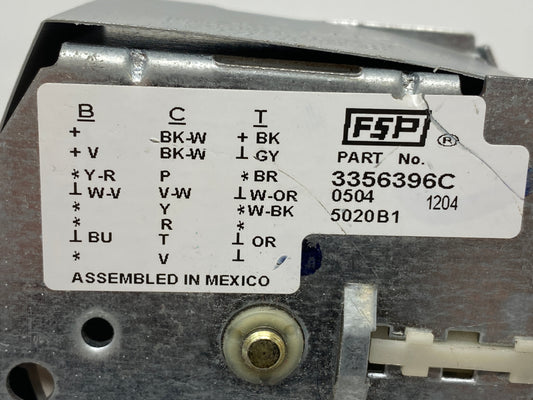 B C T
+ BK-W + BK
+ V BK-W ⊥ GY
* Y-R P * BR
⊥ W-V V-W ⊥ W-OR
* Y * W-BK
* R *
⊥ BU T ⊥ OR
* V ⊥
ASSEMBLED IN MEXICO
FSP ®
PART No.
3356396C
0504 1204
5020B1